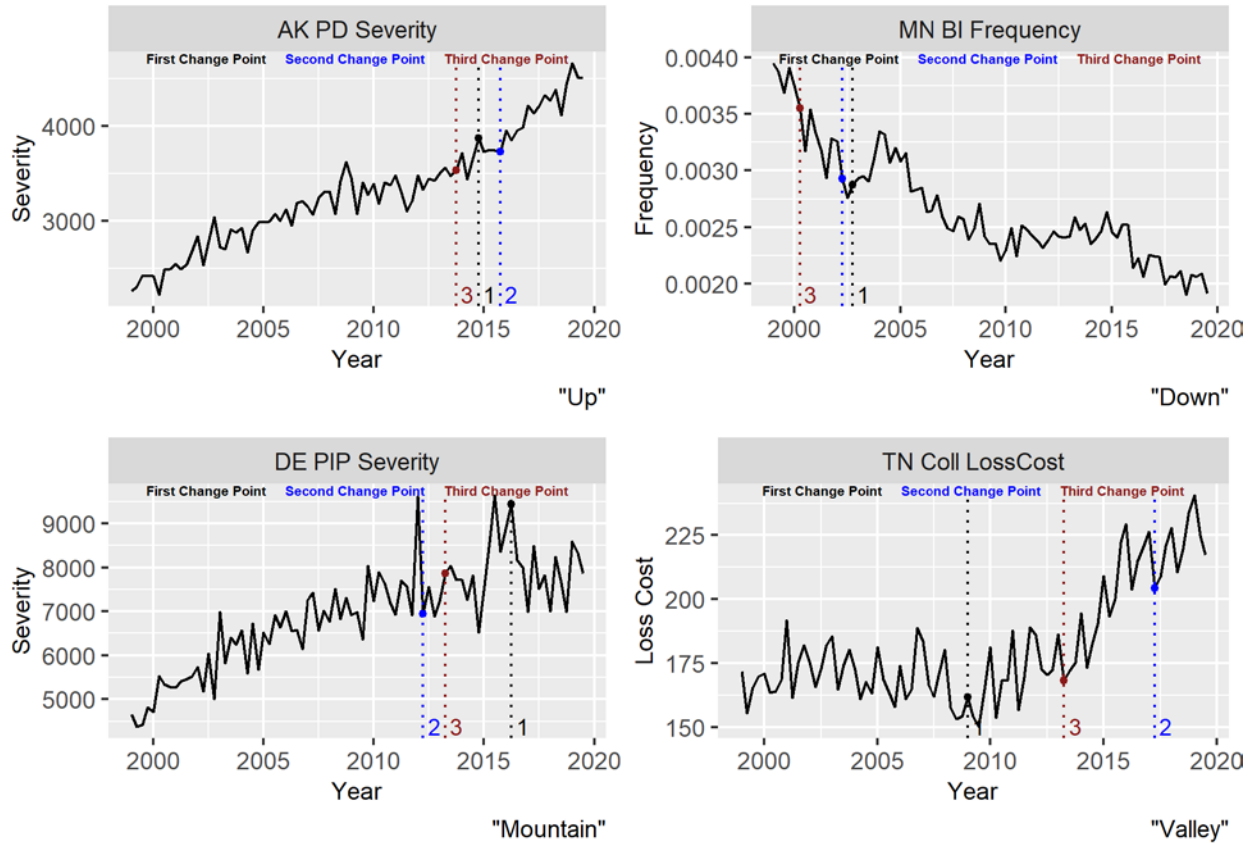 AK PD Severity
First Change Point Second Change Point Third Change Point
4000
3000
Severity
3 1 2
2000 2005 2010 2015 2020
Year
"Up"
MN BI Frequency
First Change Point Second Change Point Third Change Point
0.0040
0.0035
0.0030
0.0025
0.0020
Frequency
3 1
2000 2005 2010 2015 2020
Year
"Down"
DE PIP Severity
First Change Point Second Change Point Third Change Point
9000
8000
7000
6000
5000
Severity
2 3 1
2000 2005 2010 2015 2020
Year
"Mountain"
TN Coll LossCost
First Change Point Second Change Point Third Change Point
225
200
175
150
Loss Cost
1 3 2
2000 2005 2010 2015 2020
Year
"Valley"